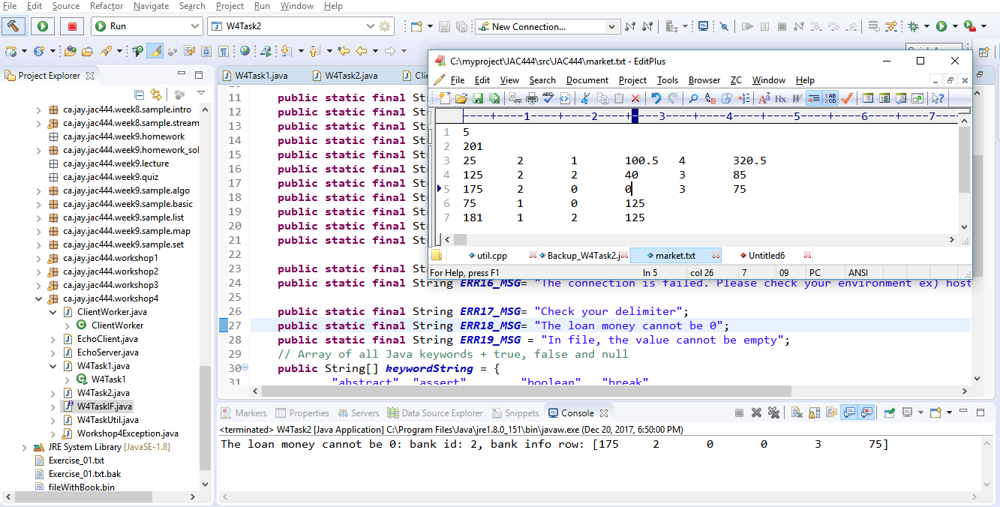 File Edit Source Refactor Navigate Search Project Run Window Help
Run W4Task2 New Connection...
Project Explorer
ca.jay.jac444.week8.sample.intro
ca.jay.jac444.week8.sample.stream
ca.jay.jac444.week9.homework
ca.jay.jac444.week9.homework_sol
ca.jay.jac444.week9.lecture
ca.jay.jac444.week9.quiz
ca.jay.jac444.week9.sample.algo
ca.jay.jac444.week9.sample.basic
ca.jay.jac444.week9.sample.list
ca.jay.jac444.week9.sample.map
ca.jay.jac444.week9.sample.set
ca.jay.jac444.workshop1
ca.jay.jac444.workshop2
ca.jay.jac444.workshop3
ca.jay.jac444.workshop4
ClientWorker.java
ClientWorker
EchoClient.java
EchoServer.java
W4Task1.java
W4Task1
W4Task2.java
W4TaskIF.java
W4TaskUtil.java
Workshop4Exception.java
JRE System Library [JavaSE-1.8]
Exercise_01.txt
Exercise_01.txt.bak
fileWithBook.bin
W4Task1.java W4Task2.java Clie
11 public static final Str
12 public static final Str
13 public static final Str
14 public static final Str
15 public static final Str
16 public static final Str
17 public static final Str
18 public static final Str
19 public static final Str
20 public static final Str
21 public static final Str
22
23 public static final Str
24 public static final String ERR16_MSG= "The connection is failed. Please check your environment ex) host
25
26 public static final String ERR17_MSG= "Check your delimiter";
27 public static final String ERR18_MSG= "The loan money cannot be 0";
28 public static final String ERR19_MSG = "In file, the value cannot be empty";
29 // Array of all Java keywords + true, false and null
30 public String[] keywordString = {
31 "abstract", "assert", "boolean", "break"
C:\myproject\JAC444\src\JAC444\market.txt - EditPlus
File Edit View Search Document Project Tools Browser ZC Window Help
----+----1----+----2----+----3----+----4----+----5----+----6----+----7---
1 5
2 201
3 25 2 1 100.5 4 320.5
4 125 2 2 40 3 85
5 175 2 0 0 3 75
6 75 1 0 125
7 181 1 2 125
util.cpp Backup_W4Task2.j market.txt Untitled6
For Help, press F1 ln 5 col 26 7 09 PC ANSI
Markers Properties Servers Data Source Explorer Snippets Console
<terminated> W4Task2 [Java Application] C:\Program Files\Java\jre1.8.0_151\bin\javaw.exe (Dec 20, 2017, 6:50:00 PM)
The loan money cannot be 0: bank id: 2, bank info row: [175 2 0 0 3 75]